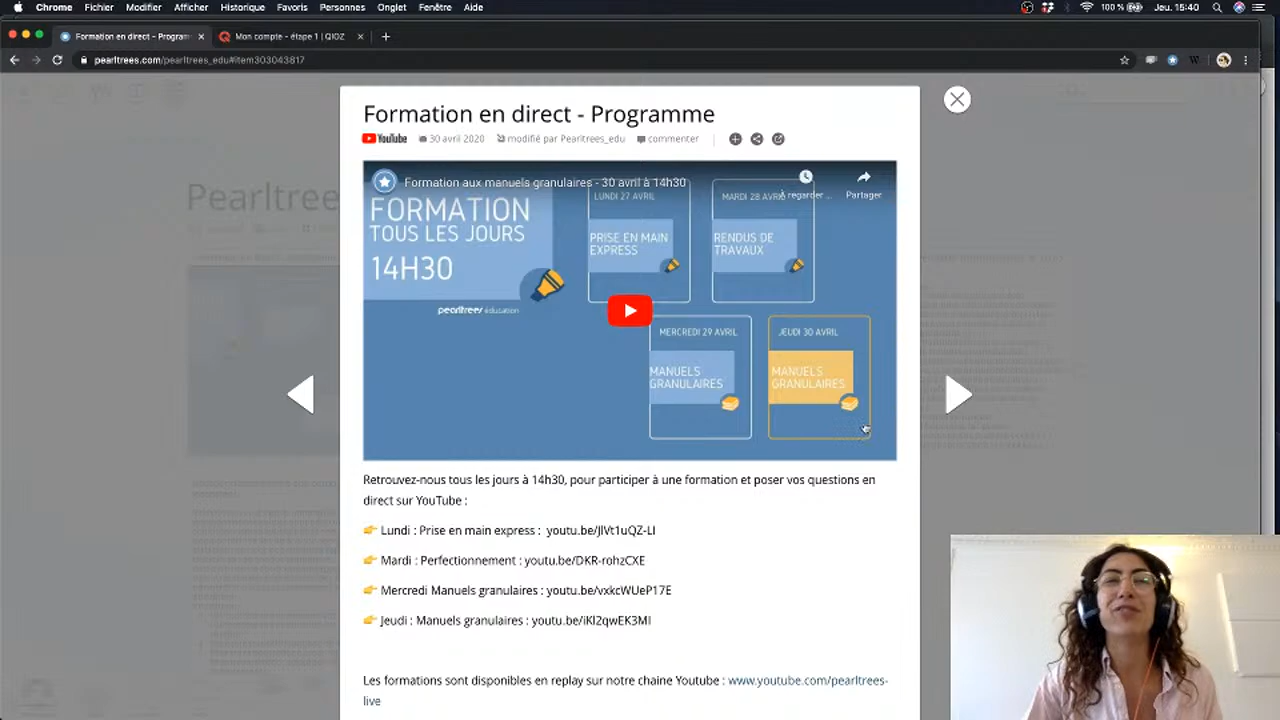 Chrome Fichier Modifier Afficher Historique Favoris Personnes Onglet Fenêtre Aide 100 % Jeu. 15:40
Formation en direct - Program Mon compte - étape 1 | QIOZ
pearltrees.com/pearltrees_edu#item303043817
Formation en direct - Programme
YouTube 30 avril 2020 modifié par Pearltrees_edu commenter
Pearltrees
Formation aux manuels granulaires - 30 avril à 14h30
À regarder ... Partager
FORMATION
TOUS LES JOURS
14H30
pearltrees éducation
LUNDI 27 AVRIL
PRISE EN MAIN
EXPRESS
MARDI 28 AVRIL
RENDUS DE
TRAVAUX
MERCREDI 29 AVRIL
MANUELS
GRANULAIRES
JEUDI 30 AVRIL
MANUELS
GRANULAIRES
Retrouvez-nous tous les jours à 14h30, pour participer à une formation et poser vos questions en
direct sur YouTube :
👉 Lundi : Prise en main express : youtu.be/JlVt1uQZ-LI
👉 Mardi : Perfectionnement : youtu.be/DKR-rohzCXE
👉 Mercredi Manuels granulaires : youtu.be/vxkcWUeP17E
👉 Jeudi : Manuels granulaires : youtu.be/iKl2qwEK3MI
Les formations sont disponibles en replay sur notre chaine Youtube : www.youtube.com/pearltrees-
live